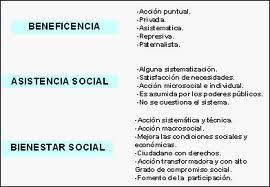 BENEFICENCIA
-Acción puntual.
-Privada.
-Asistematica.
-Represiva.
-Paternalista.
ASISTENCIA SOCIAL
-Alguna sistematización.
-Satisfacción de necesidades.
-Acción microsocial e individual.
-Es asumida por los poderes públicos.
-No se cuestiona el sistema.
BIENESTAR SOCIAL
-Acción sistemática y técnica.
-Acción macrosocial.
-Mejora las condiciones sociales y
económicas.
-Ciudadano con derechos.
-Acción transformadora y con alto
Grado de compromiso social.
-Fomento de la participación.